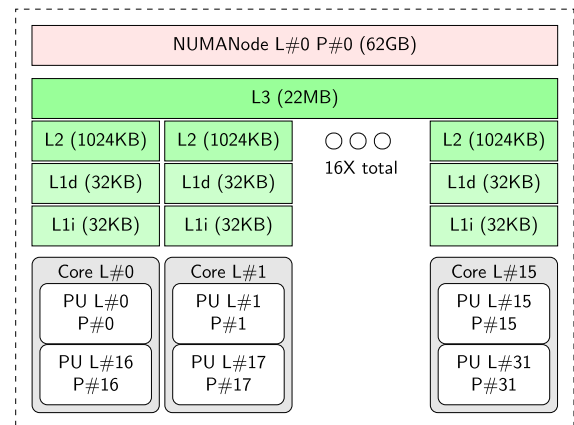 NUMANode L#0 P#0 (62GB)
L3 (22MB)
L2 (1024KB) L2 (1024KB) L2 (1024KB)
16X total
L1d (32KB) L1d (32KB) L1d (32KB)
L1i (32KB) L1i (32KB) L1i (32KB)
Core L#0 Core L#1 Core L#15
PU L#0 PU L#1 PU L#15
P#0 P#1 P#15
PU L#16 PU L#17 PU L#31
P#16 P#17 P#31